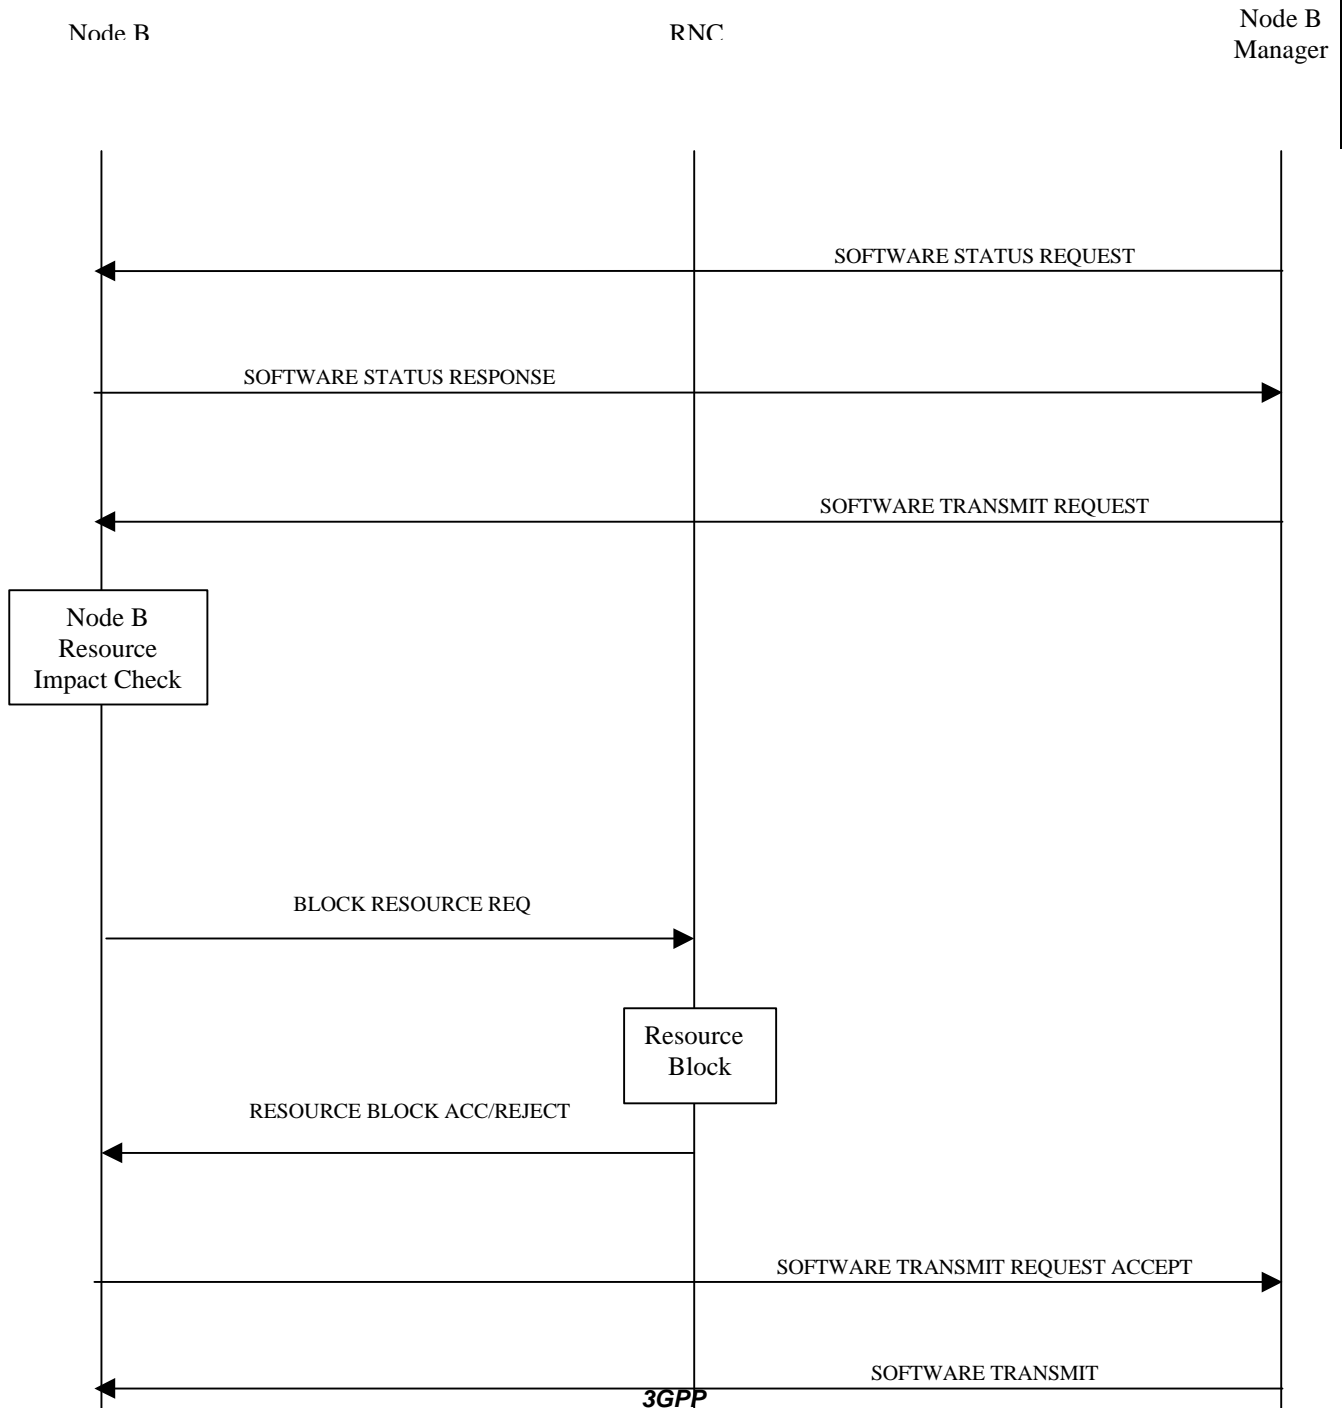 Node B
RNC
Node B
Manager
SOFTWARE STATUS REQUEST
SOFTWARE STATUS RESPONSE
SOFTWARE TRANSMIT REQUEST
Node B
Resource
Impact Check
BLOCK RESOURCE REQ
Resource
Block
RESOURCE BLOCK ACC/REJECT
SOFTWARE TRANSMIT REQUEST ACCEPT
SOFTWARE TRANSMIT
3GPP